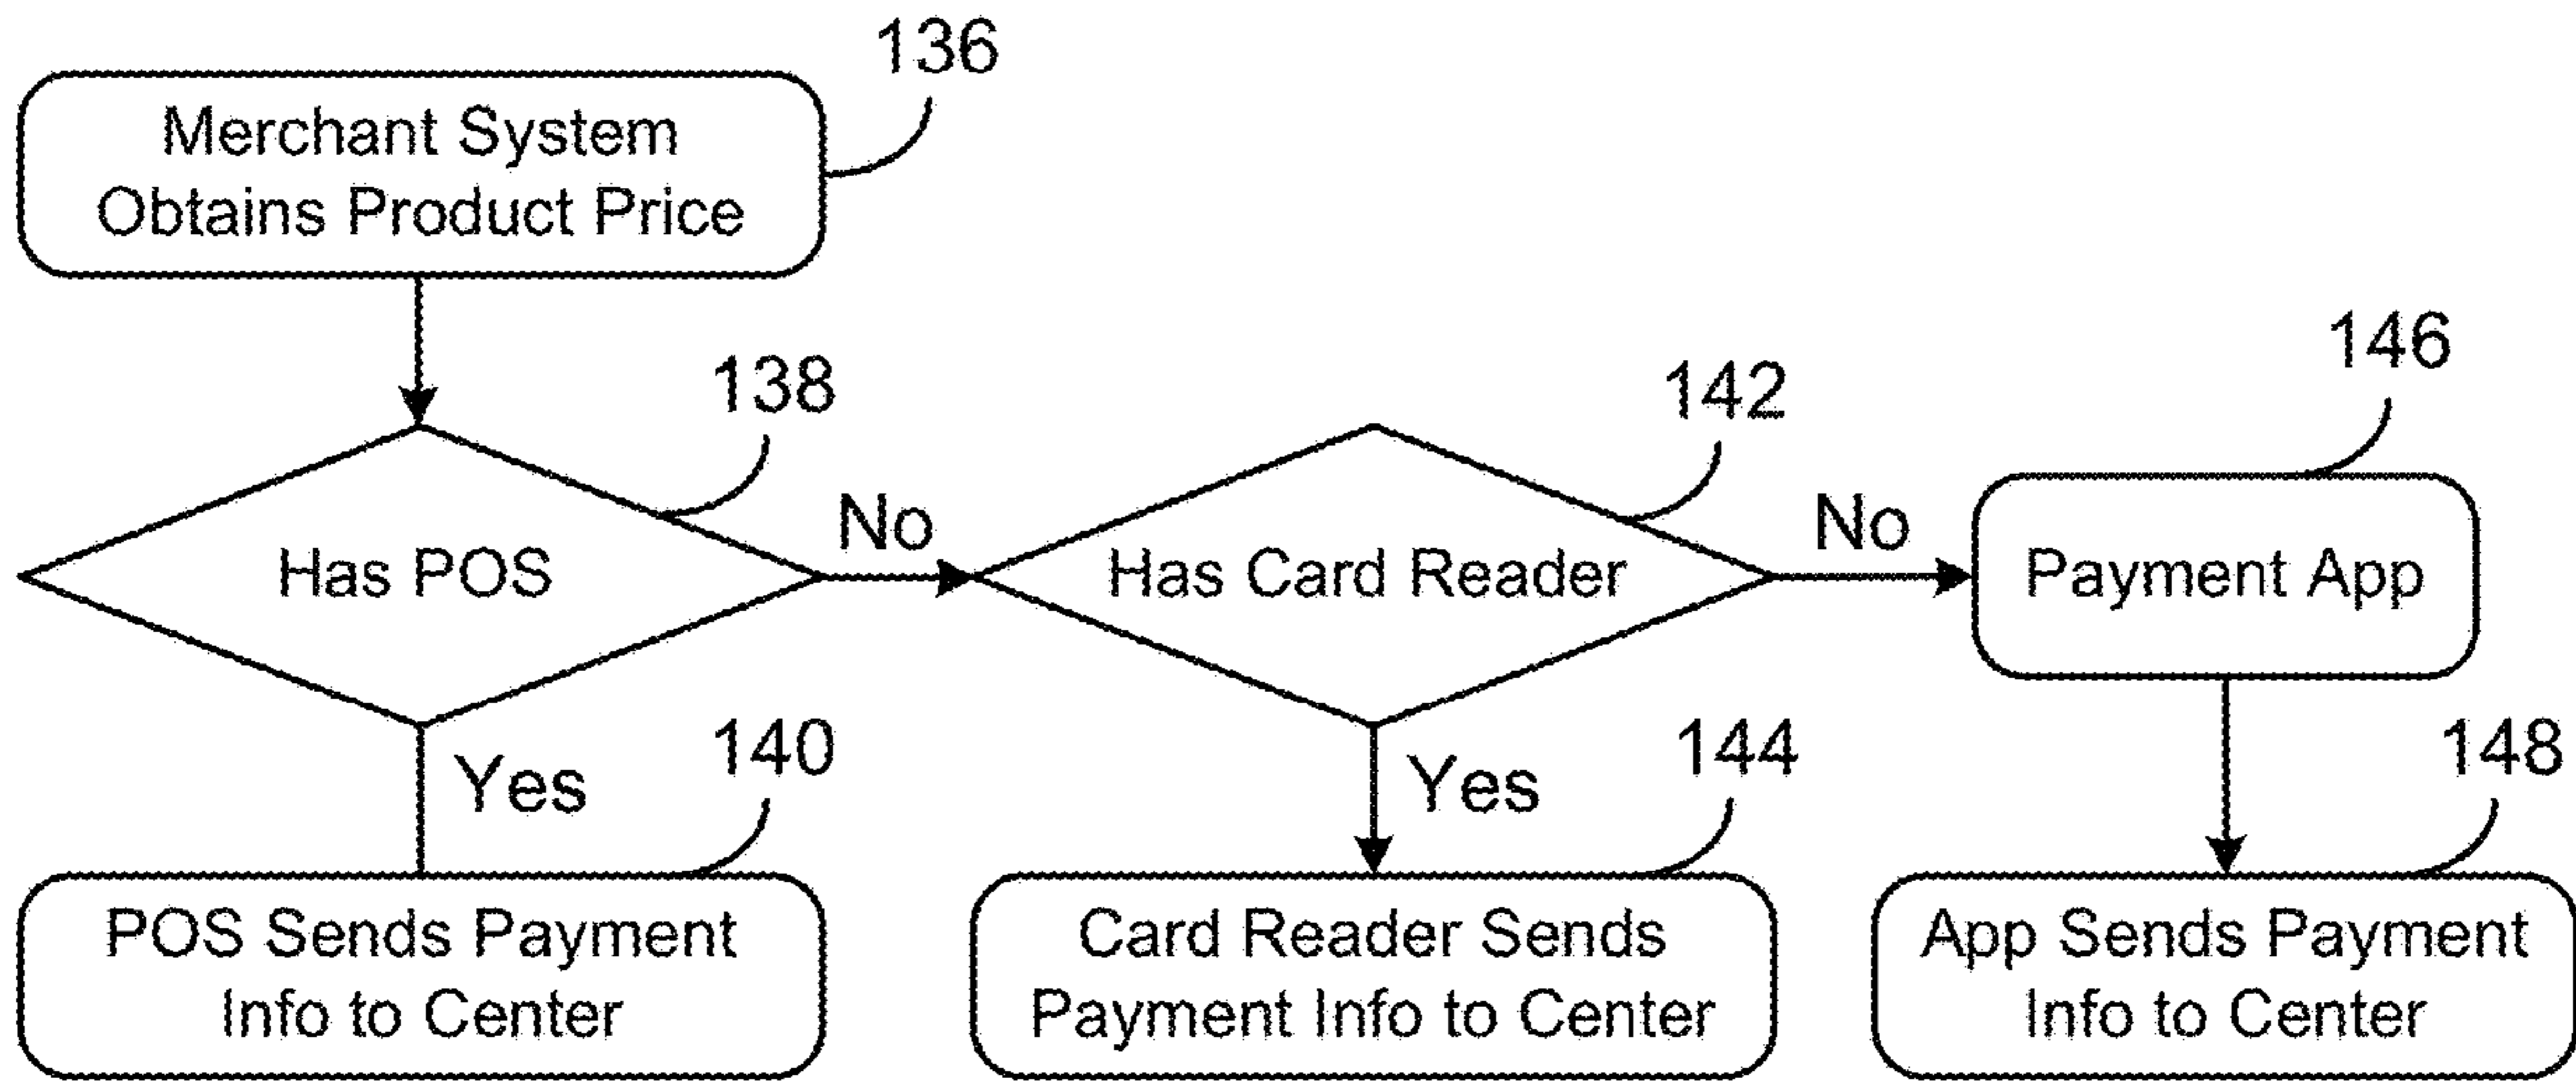 136
Merchant System
Obtains Product Price
138
Has POS
No
142
Has Card Reader
No
146
Payment App
Yes
140
POS Sends Payment
Info to Center
Yes
144
Card Reader Sends
Payment Info to Center
148
App Sends Payment
Info to Center